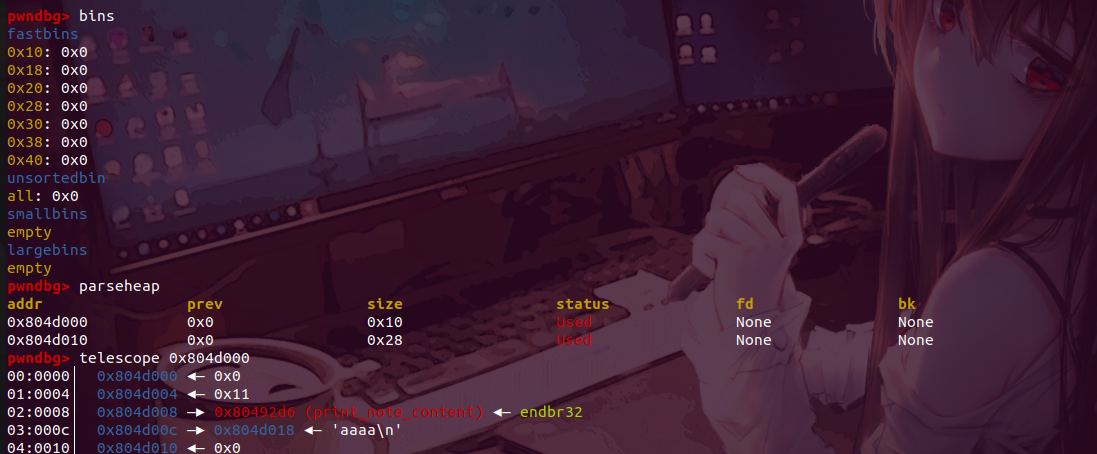 pwndbg> bins
fastbins
0x10: 0x0
0x18: 0x0
0x20: 0x0
0x28: 0x0
0x30: 0x0
0x38: 0x0
0x40: 0x0
unsortedbin
all: 0x0
smallbins
empty
largebins
empty
pwndbg> parseheap
addr prev size status fd bk
0x804d000 0x0 0x10 Used None None
0x804d010 0x0 0x28 Used None None
pwndbg> telescope 0x804d000
00:0000│ 0x804d000 ◂— 0x0
01:0004│ 0x804d004 ◂— 0x11
02:0008│ 0x804d008 —▸ 0x80492d6 (print_note_content) ◂— endbr32
03:000c│ 0x804d00c —▸ 0x804d018 ◂— 'aaaa\n'
04:0010│ 0x804d010 ◂— 0x0